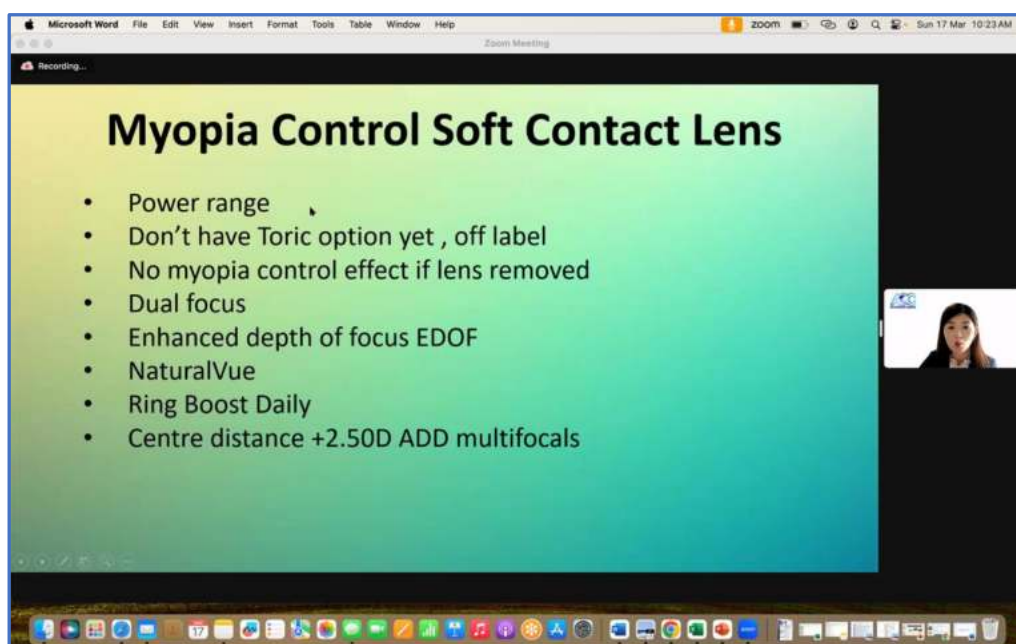 Microsoft Word File Edit View Insert Format Tools Table Window Help zoom Sun 17 Mar 10:23 AM
Zoom Meeting
Recording...
Myopia Control Soft Contact Lens
• Power range
• Don't have Toric option yet , off label
• No myopia control effect if lens removed
• Dual focus
• Enhanced depth of focus EDOF
• NaturalVue
• Ring Boost Daily
• Centre distance +2.50D ADD multifocals
17